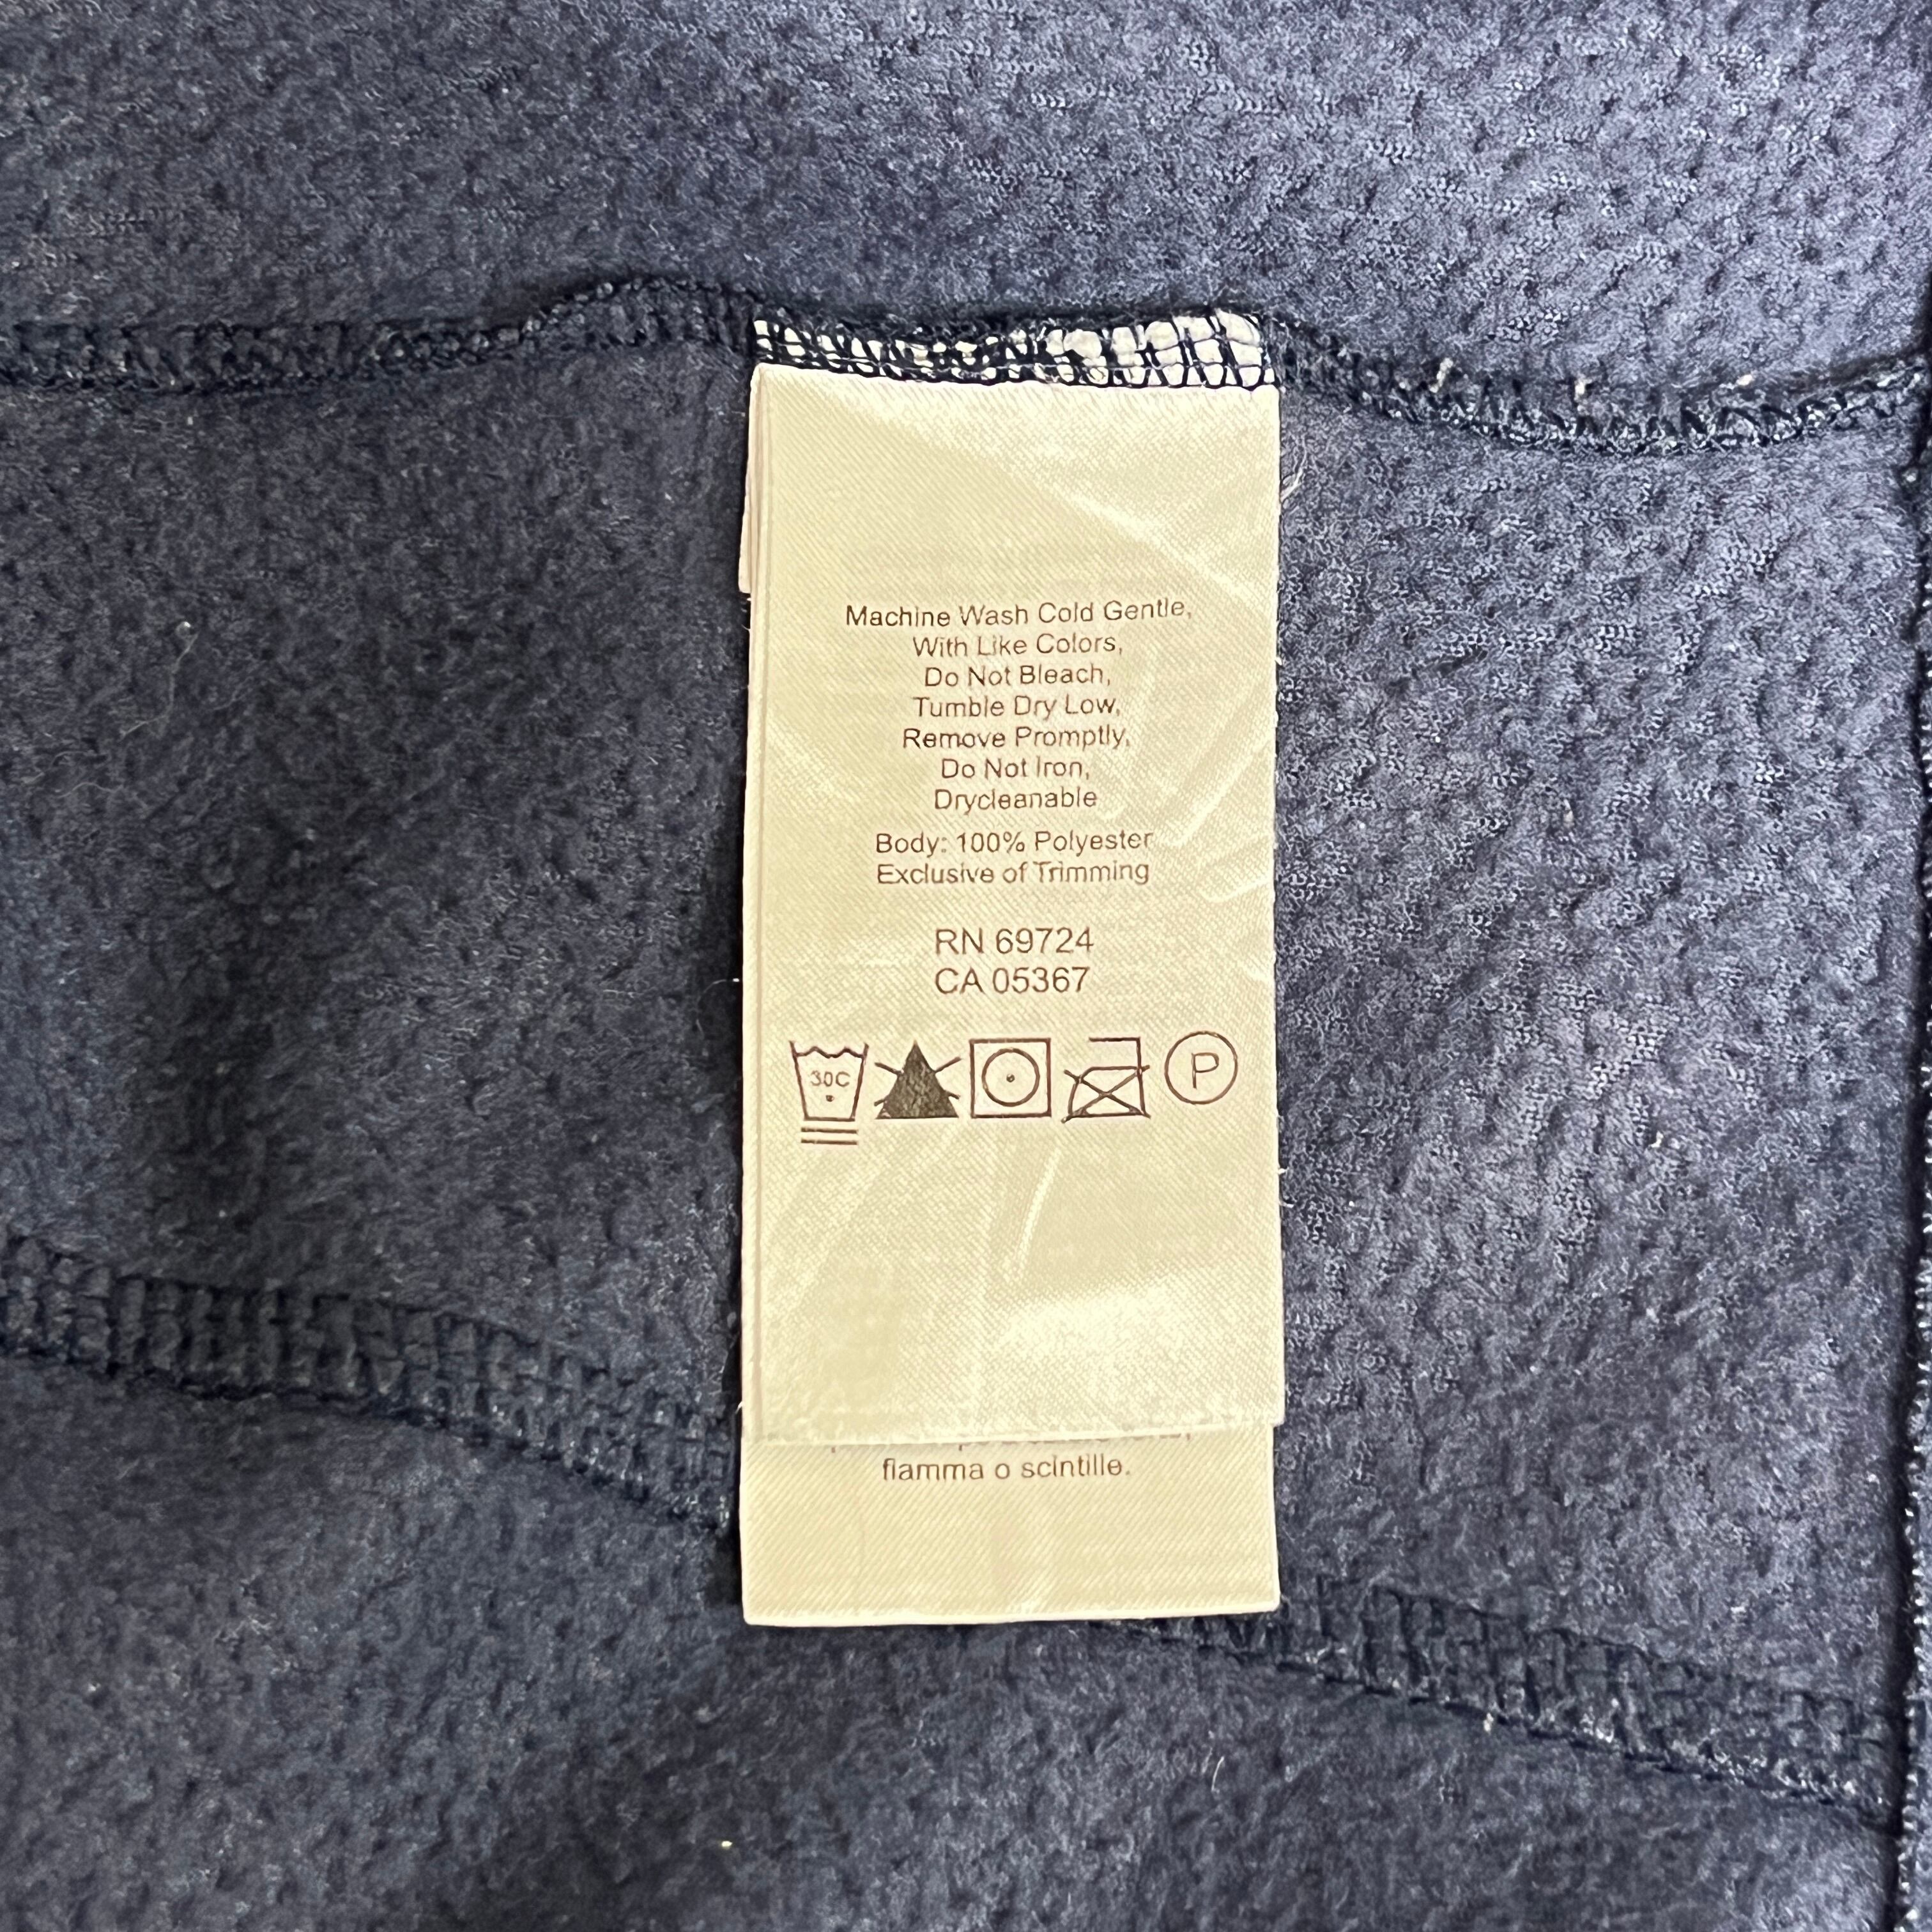 Machine Wash Cold Gentle,
With Like Colors,
Do Not Bleach,
Tumble Dry Low,
Remove Promptly,
Do Not Iron,
Drycleanable
Body: 100% Polyester
Exclusive of Trimming
RN 69724
CA 05367
30C
P
fiamma o scintille.